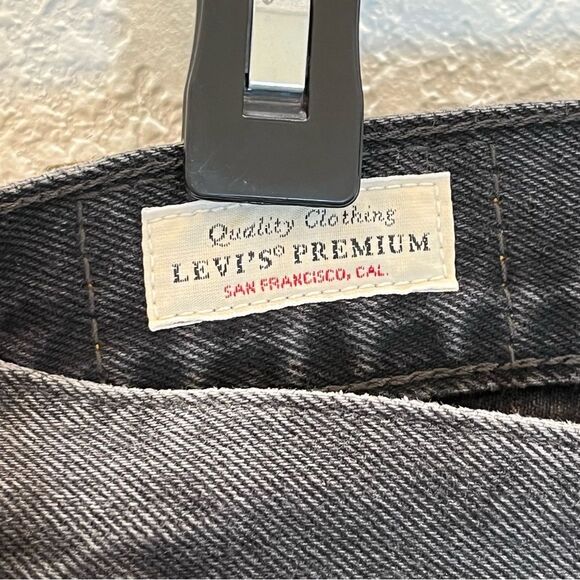 Quality Clothing
LEVI'S® PREMIUM
SAN FRANCISCO, CAL.